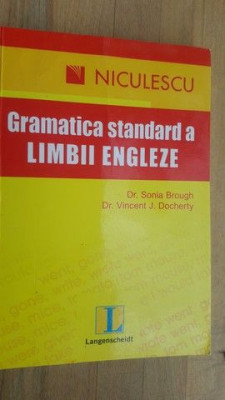 NICULESCU
Gramatica standard a
LIMBII ENGLEZE
Dr. Sonia Brough
Dr. Vincent J. Docherty
L
Langenscheidt